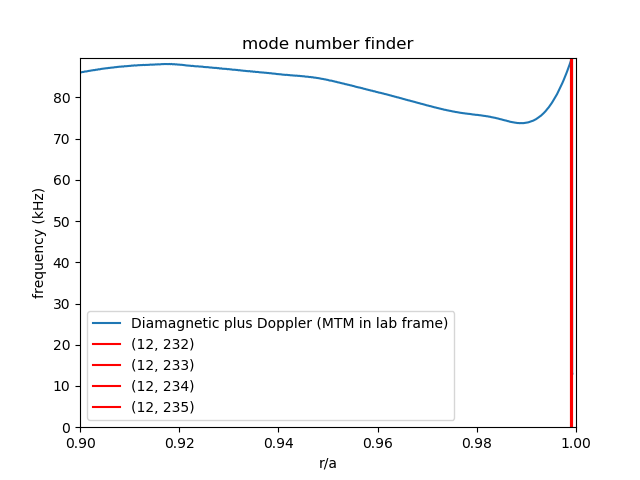 mode number finder
80
70
60
50
40
30
20
10
0
frequency (kHz)
Diamagnetic plus Doppler (MTM in lab frame)
(12, 232)
(12, 233)
(12, 234)
(12, 235)
0.90 0.92 0.94 0.96 0.98 1.00
r/a